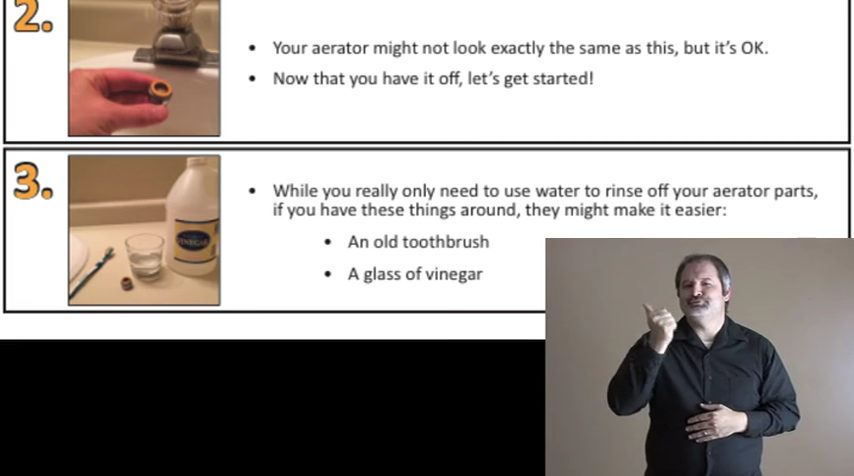 2.
• Your aerator might not look exactly the same as this, but it's OK.
• Now that you have it off, let's get started!
3.
• While you really only need to use water to rinse off your aerator parts,
if you have these things around, they might make it easier:
• An old toothbrush
• A glass of vinegar
VINEGAR